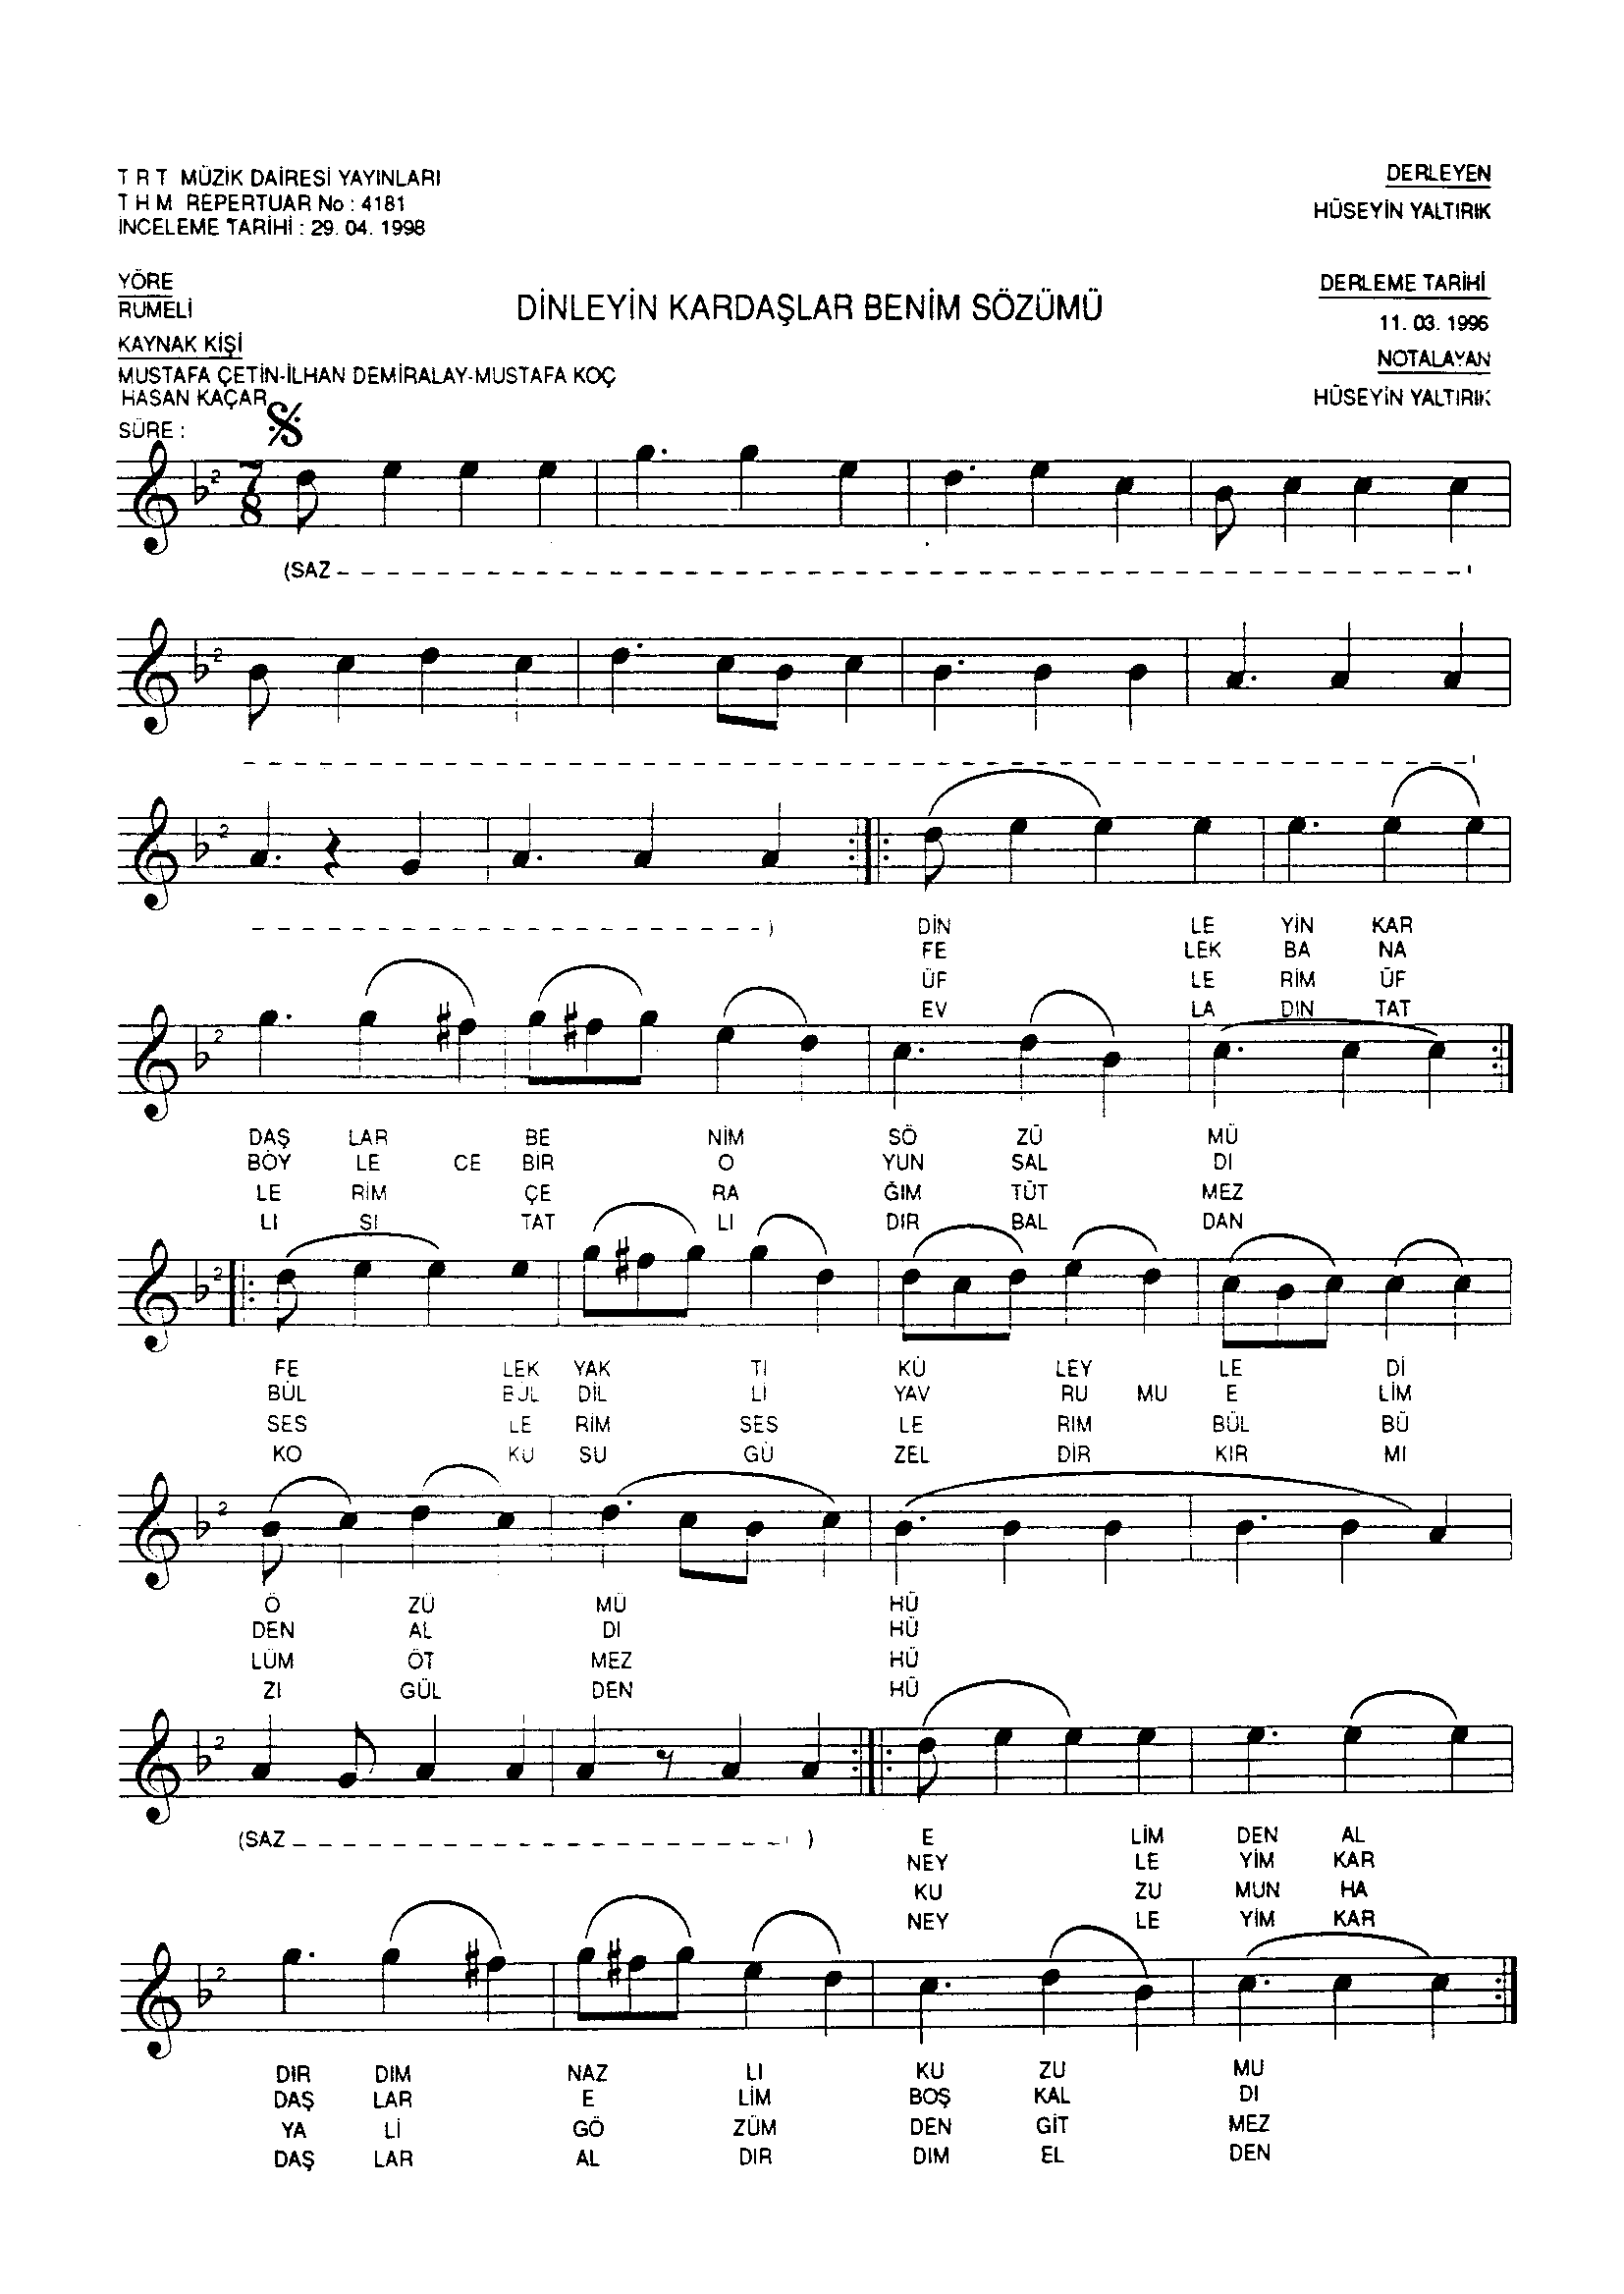 T R T MÜZİK DAİRESİ YAYINLARI
T H M REPERTUAR No : 4181
İNCELEME TARİHİ : 29. 04. 1998
DERLEYEN
HÜSEYİN YALTIRIK
YÖRE
RUMELİ
DİNLEYİN KARDAŞLAR BENİM SÖZÜMÜ
DERLEME TARİHİ
11. 03. 1996
KAYNAK KİŞİ
MUSTAFA ÇETİN-İLHAN DEMİRALAY-MUSTAFA KOÇ
HASAN KAÇAR
NOTALAYAN
HÜSEYİN YALTIRIK
SÜRE :
2 7 8
(SAZ
2
2
DİN LE YİN KAR
FE LEK BA NA
ÜF LE RİM ÜF
EV LA DIN TAT
2
DAŞ LAR BE NİM SÖ ZÜ MÜ
BÖY LE CE BİR O YUN SAL DI
LE RİM ÇE RA ĞIM TÜT MEZ
LI SI TAT LI DIR BAL DAN
2
FE LEK YAK TI KÜ LEY LE Dİ
BÜL BÜL DİL Lİ YAV RU MU E LİM
SES LE RİM SES LE RIM BÜL BÜ
KO KU SU GÜ ZEL DİR KIR MI
2
Ö ZÜ MÜ HÜ
DEN AL DI HÜ
LÜM ÖT MEZ HÜ
ZI GÜL DEN HÜ
2
(SAZ )
E LİM DEN AL
NEY LE YİM KAR
KU ZU MUN HA
NEY LE YİM KAR
2
DIR DIM NAZ LI KU ZU MU
DAŞ LAR E LİM BOŞ KAL DI
YA Lİ GÖ ZÜM DEN GİT MEZ
DAŞ LAR AL DIR DIM EL DEN